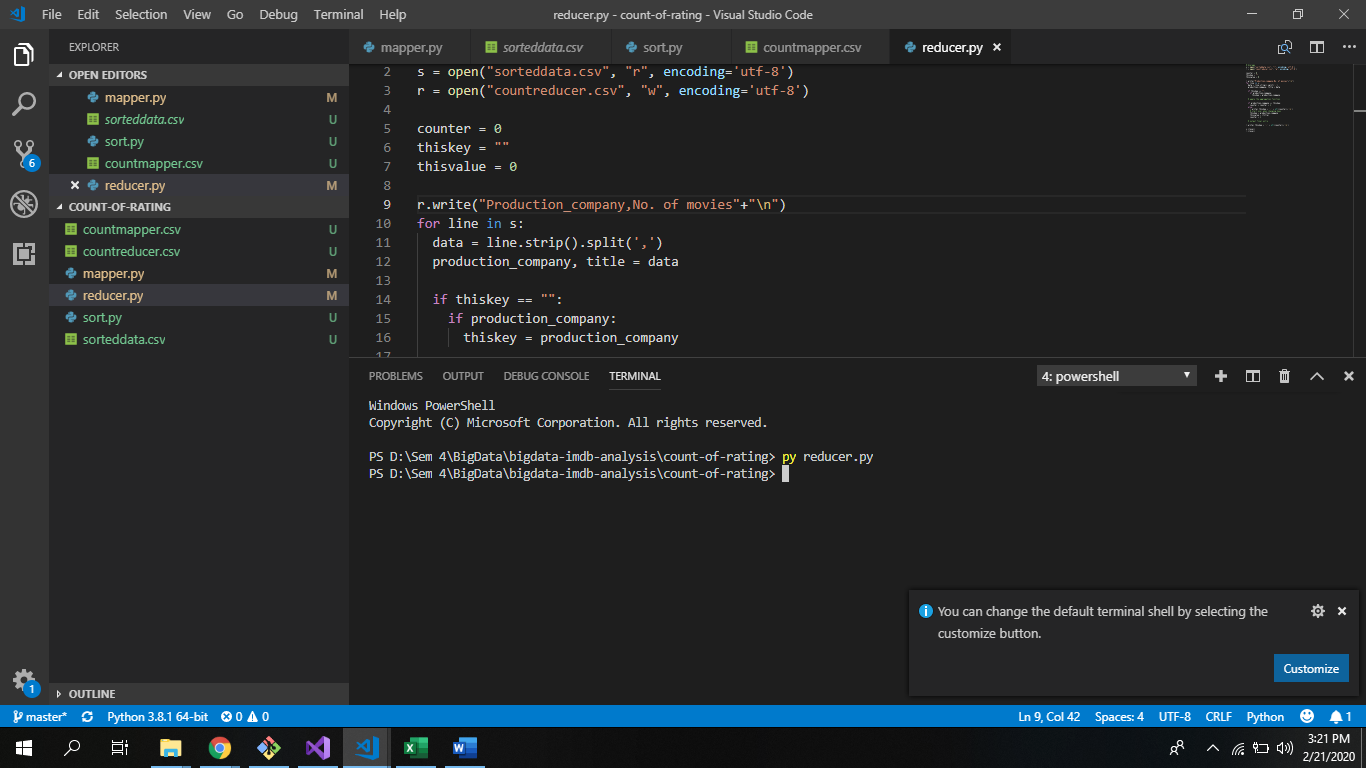 File Edit Selection View Go Debug Terminal Help
reducer.py - count-of-rating - Visual Studio Code
EXPLORER
OPEN EDITORS
mapper.py M
sorteddata.csv U
sort.py U
countmapper.csv U
reducer.py M
COUNT-OF-RATING
countmapper.csv U
countreducer.csv U
mapper.py M
reducer.py M
sort.py U
sorteddata.csv U
OUTLINE
6
1
mapper.py sorteddata.csv sort.py countmapper.csv reducer.py
2 s = open("sorteddata.csv", "r", encoding='utf-8')
3 r = open("countreducer.csv", "w", encoding='utf-8')
4
5 counter = 0
6 thiskey = ""
7 thisvalue = 0
8
9 r.write("Production_company,No. of movies"+"\n")
10 for line in s:
11 data = line.strip().split(',')
12 production_company, title = data
13
14 if thiskey == "":
15 if production_company:
16 thiskey = production_company
17
PROBLEMS OUTPUT DEBUG CONSOLE TERMINAL
4: powershell
Windows PowerShell
Copyright (C) Microsoft Corporation. All rights reserved.
PS D:\Sem 4\BigData\bigdata-imdb-analysis\count-of-rating> py reducer.py
PS D:\Sem 4\BigData\bigdata-imdb-analysis\count-of-rating>
You can change the default terminal shell by selecting the
customize button.
Customize
master* Python 3.8.1 64-bit 0 0
Ln 9, Col 42 Spaces: 4 UTF-8 CRLF Python 1
3:21 PM
2/21/2020